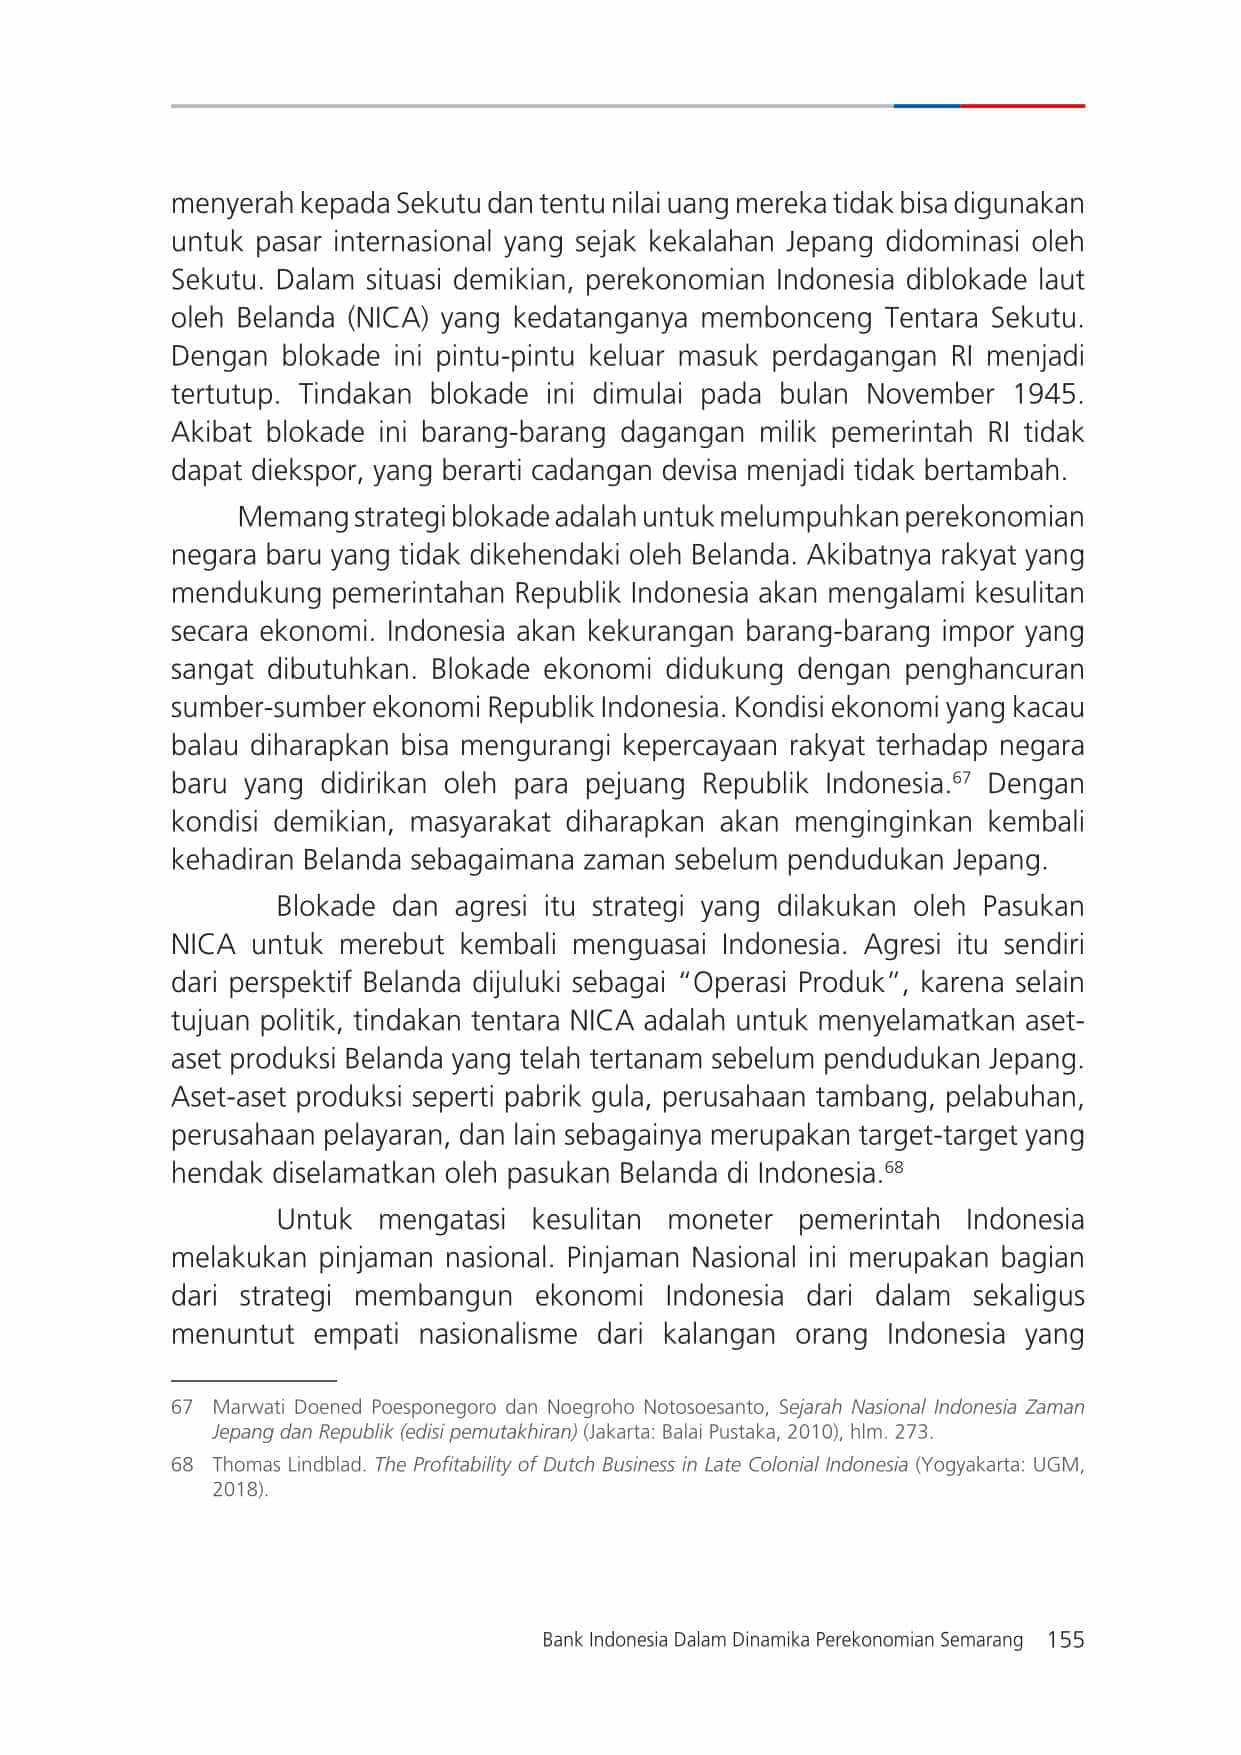 menyerah kepada Sekutu dan tentu nilai uang mereka tidak bisa digunakan
untuk pasar internasional yang sejak kekalahan Jepang didominasi oleh
Sekutu. Dalam situasi demikian, perekonomian Indonesia diblokade laut
oleh Belanda (NICA) yang kedatanganya membonceng Tentara Sekutu.
Dengan blokade ini pintu-pintu keluar masuk perdagangan RI menjadi
tertutup. Tindakan blokade ini dimulai pada bulan November 1945.
Akibat blokade ini barang-barang dagangan milik pemerintah RI tidak
dapat diekspor, yang berarti cadangan devisa menjadi tidak bertambah.
Memang strategi blokade adalah untuk melumpuhkan perekonomian
negara baru yang tidak dikehendaki oleh Belanda. Akibatnya rakyat yang
mendukung pemerintahan Republik Indonesia akan mengalami kesulitan
secara ekonomi. Indonesia akan kekurangan barang-barang impor yang
sangat dibutuhkan. Blokade ekonomi didukung dengan penghancuran
sumber-sumber ekonomi Republik Indonesia. Kondisi ekonomi yang kacau
balau diharapkan bisa mengurangi kepercayaan rakyat terhadap negara
baru yang didirikan oleh para pejuang Republik Indonesia.67 Dengan
kondisi demikian, masyarakat diharapkan akan menginginkan kembali
kehadiran Belanda sebagaimana zaman sebelum pendudukan Jepang.
Blokade dan agresi itu strategi yang dilakukan oleh Pasukan
NICA untuk merebut kembali menguasai Indonesia. Agresi itu sendiri
dari perspektif Belanda dijuluki sebagai “Operasi Produk”, karena selain
tujuan politik, tindakan tentara NICA adalah untuk menyelamatkan aset-
aset produksi Belanda yang telah tertanam sebelum pendudukan Jepang.
Aset-aset produksi seperti pabrik gula, perusahaan tambang, pelabuhan,
perusahaan pelayaran, dan lain sebagainya merupakan target-target yang
hendak diselamatkan oleh pasukan Belanda di Indonesia.68
Untuk mengatasi kesulitan moneter pemerintah Indonesia
melakukan pinjaman nasional. Pinjaman Nasional ini merupakan bagian
dari strategi membangun ekonomi Indonesia dari dalam sekaligus
menuntut empati nasionalisme dari kalangan orang Indonesia yang
67 Marwati Doened Poesponegoro dan Noegroho Notosoesanto, Sejarah Nasional Indonesia Zaman
Jepang dan Republik (edisi pemutakhiran) (Jakarta: Balai Pustaka, 2010), hlm. 273.
68 Thomas Lindblad. The Profitability of Dutch Business in Late Colonial Indonesia (Yogyakarta: UGM,
2018).
Bank Indonesia Dalam Dinamika Perekonomian Semarang 155